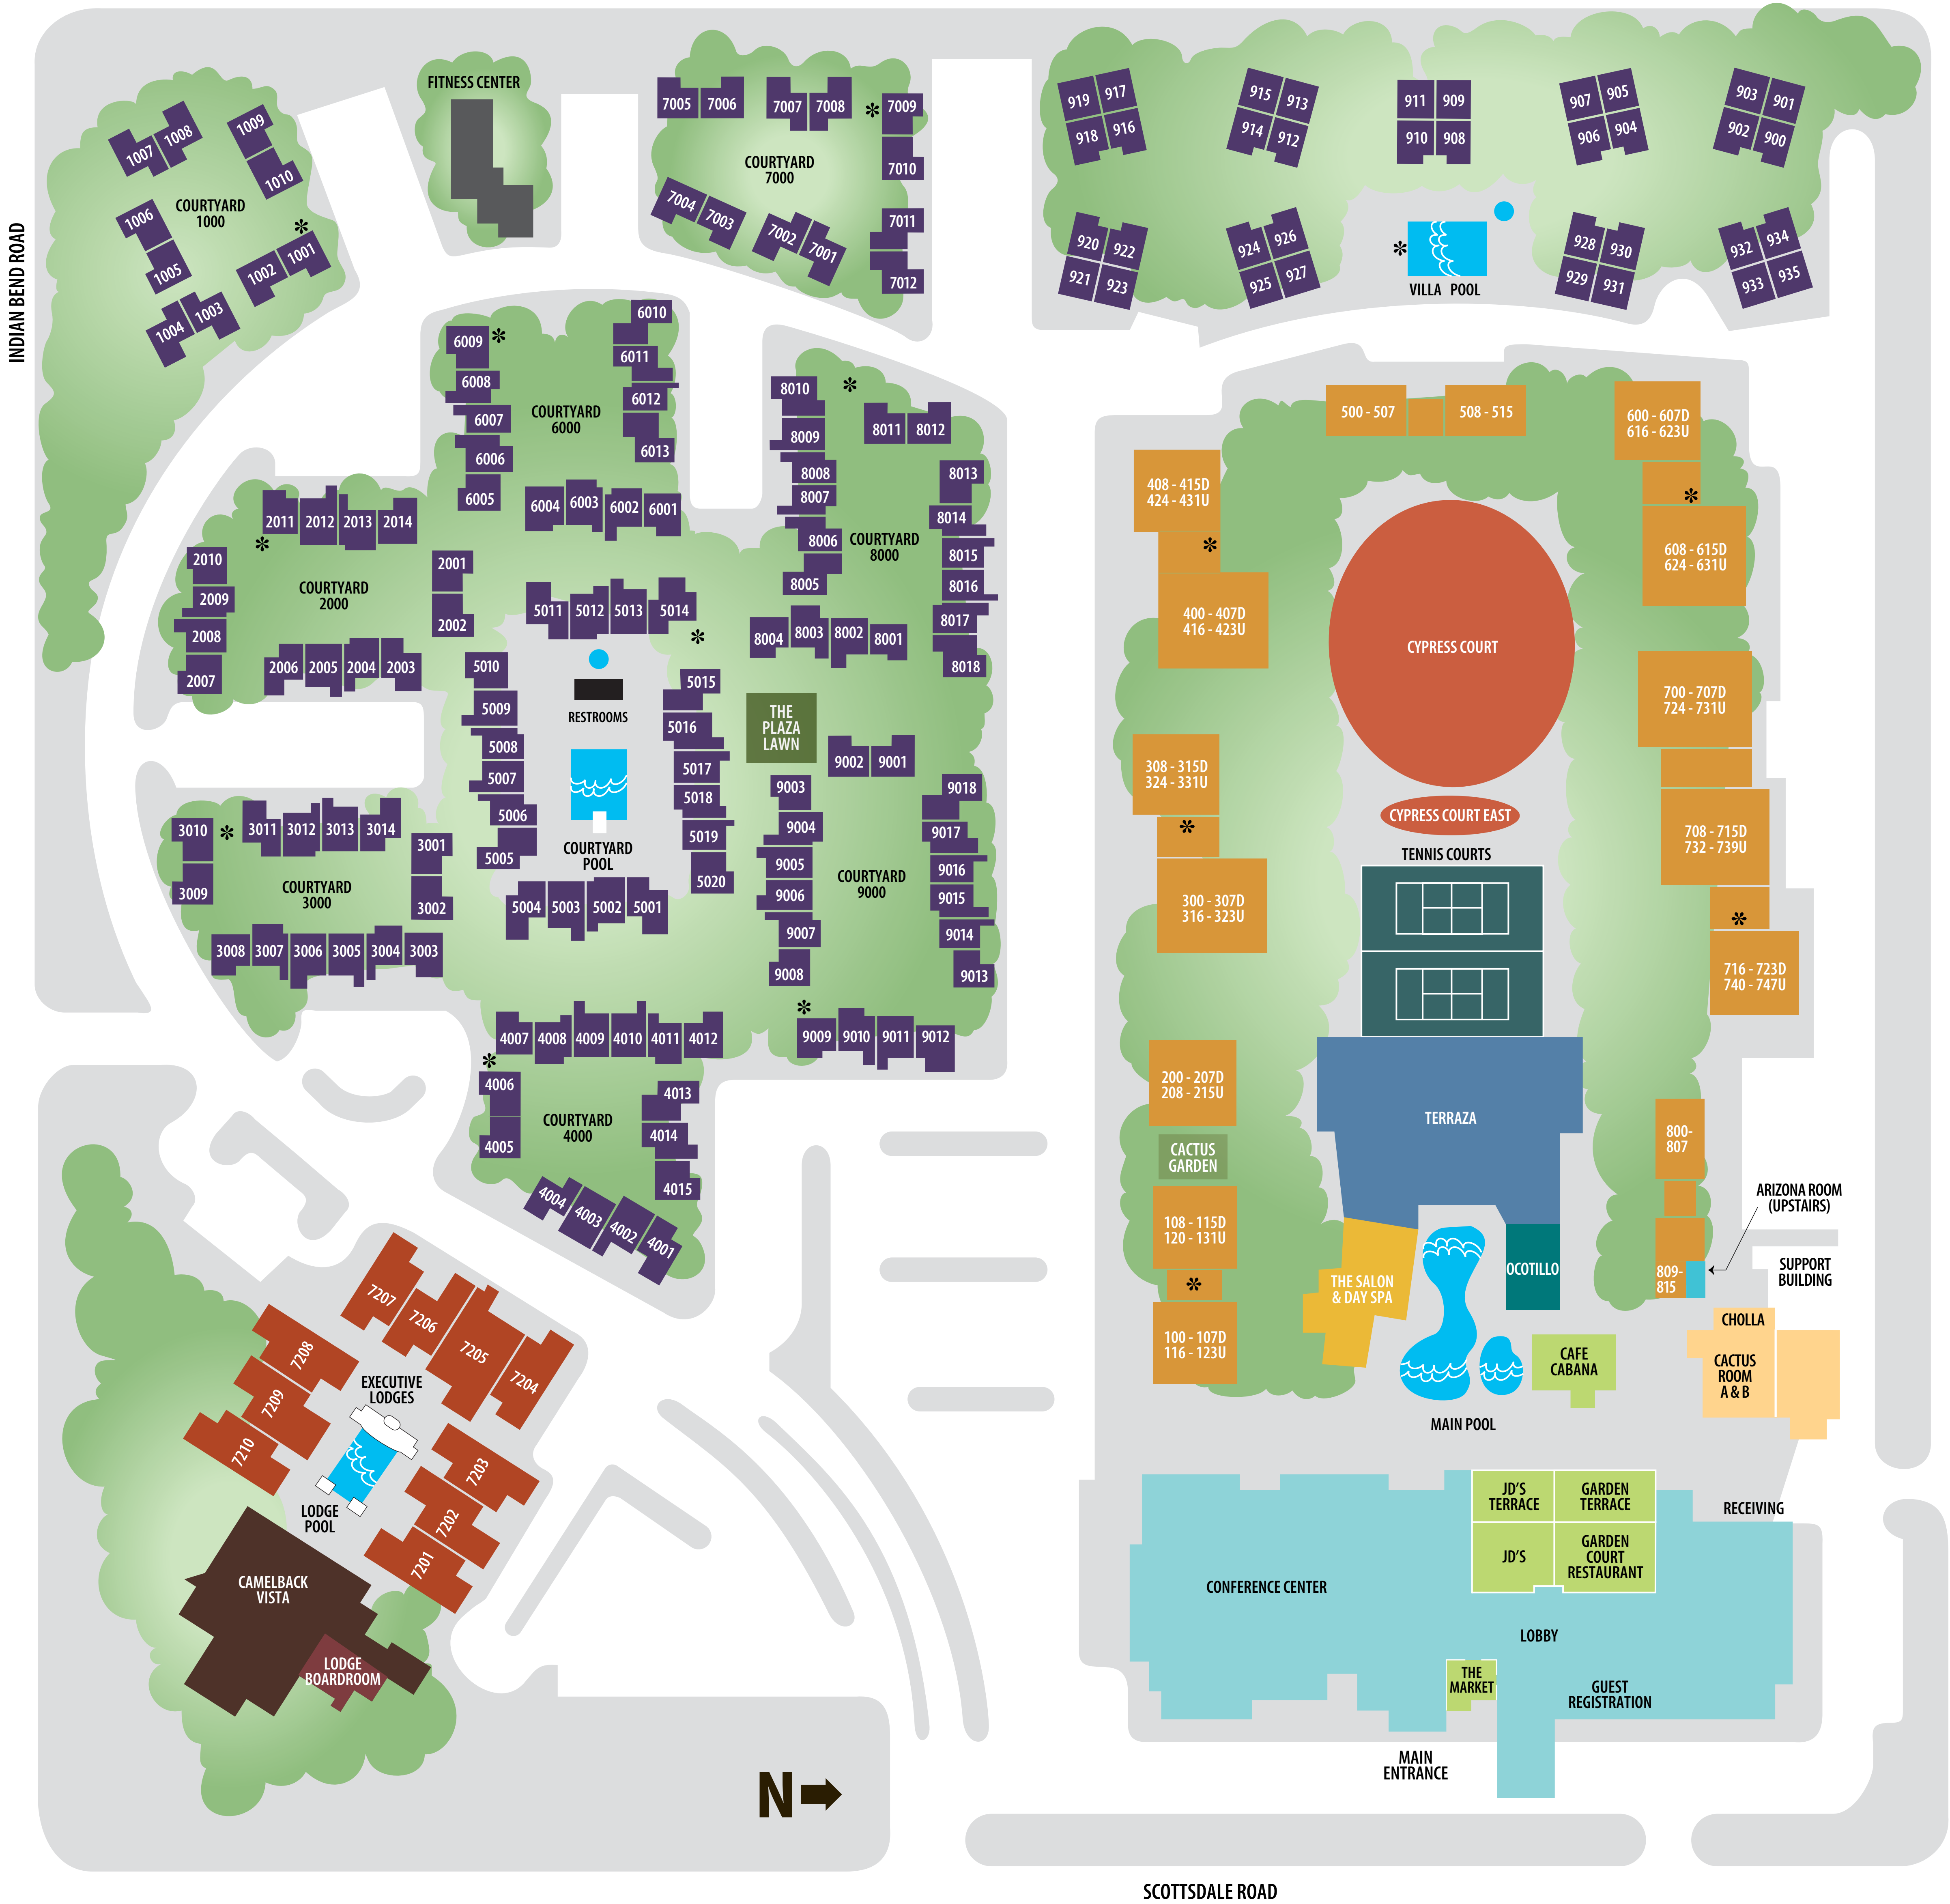 INDIAN BEND ROAD
1007
1008
1009
1010
COURTYARD
1000
1006
1005
*
1002
1001
1004
1003
FITNESS CENTER
7005
7006
7007
7008
*
7009
7010
COURTYARD
7000
7004
7003
7002
7001
7011
7012
919
917
918
916
915
913
914
912
911
909
910
908
907
905
906
904
903
901
902
900
920
922
921
923
924
926
925
927
*
VILLA POOL
928
930
929
931
932
934
933
935
6009
*
6008
6007
6006
6005
COURTYARD
6000
6010
6011
6012
6013
6004
6003
6002
6001
8010
*
8009
8008
8007
8006
8005
8011
8012
COURTYARD
8000
8013
8014
8015
8016
8017
8018
8004
8003
8002
8001
2011
2012
2013
2014
*
2010
2009
2008
2007
COURTYARD
2000
2001
2002
2006
2005
2004
2003
5011
5012
5013
5014
*
5010
5009
5008
5007
5006
5005
RESTROOMS
COURTYARD
POOL
5015
5016
5017
5018
5019
5020
5004
5003
5002
5001
THE
PLAZA
LAWN
9002
9001
9003
9004
9005
9006
9007
9008
COURTYARD
9000
9018
9017
9016
9015
9014
9013
*
9009
9010
9011
9012
3010
*
3009
3011
3012
3013
3014
COURTYARD
3000
3001
3002
3008
3007
3006
3005
3004
3003
4007
4008
4009
4010
4011
4012
*
4006
4005
COURTYARD
4000
4013
4014
4015
4004
4003
4002
4001
500 - 507
508 - 515
600 - 607D
616 - 623U
*
608 - 615D
624 - 631U
408 - 415D
424 - 431U
*
400 - 407D
416 - 423U
CYPRESS COURT
700 - 707D
724 - 731U
308 - 315D
324 - 331U
*
300 - 307D
316 - 323U
CYPRESS COURT EAST
TENNIS COURTS
708 - 715D
732 - 739U
*
716 - 723D
740 - 747U
200 - 207D
208 - 215U
CACTUS
GARDEN
TERRAZA
800-
807
108 - 115D
120 - 131U
*
100 - 107D
116 - 123U
THE SALON
& DAY SPA
OCOTILLO
809-
815
ARIZONA ROOM
(UPSTAIRS)
SUPPORT
BUILDING
CHOLLA
CACTUS
ROOM
A & B
CAFE
CABANA
MAIN POOL
7207
7206
7205
7204
7208
7209
7210
EXECUTIVE
LODGES
7203
7202
7201
LODGE
POOL
CAMELBACK
VISTA
LODGE
BOARDROOM
JD'S
TERRACE
GARDEN
TERRACE
RECEIVING
JD'S
GARDEN
COURT
RESTAURANT
CONFERENCE CENTER
LOBBY
THE
MARKET
GUEST
REGISTRATION
MAIN
ENTRANCE
N
SCOTTSDALE ROAD